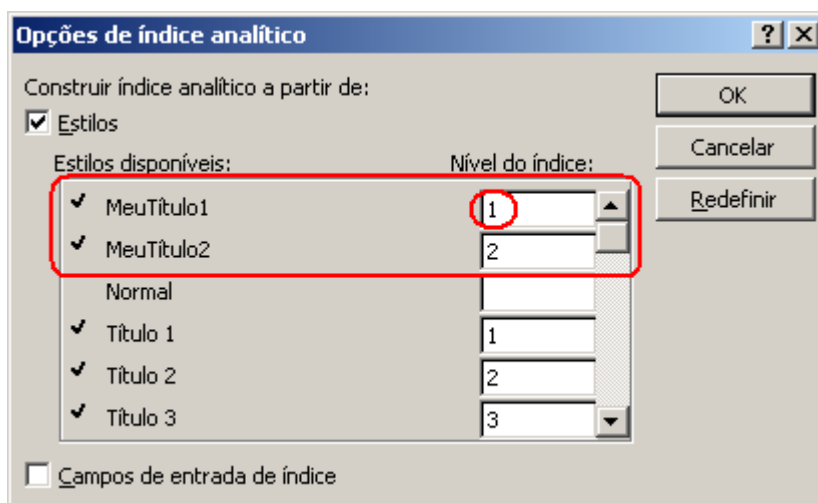 Opções de índice analítico
Construir índice analítico a partir de:
OK
Estilos
Cancelar
Estilos disponíveis: Nível do índice:
Redefinir
MeuTítulo1 1
MeuTítulo2 2
Normal
Título 1 1
Título 2 2
Título 3 3
Campos de entrada de índice